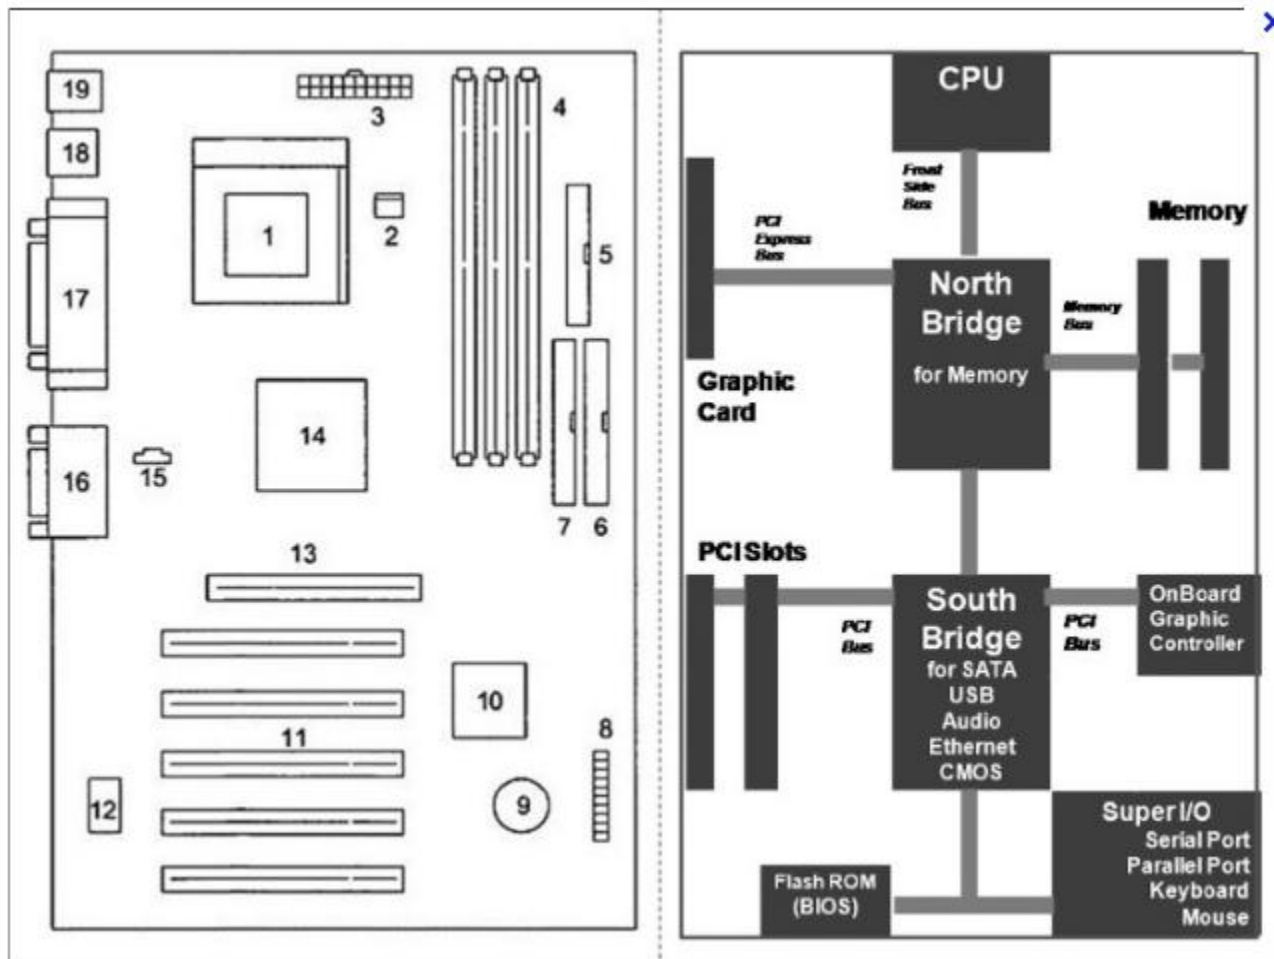 19
18
3
4
1
2
5
17
14
15
16
7
6
13
10
11
8
12
9
CPU
Front
Side
Bus
PCI
Express
Bus
Memory
North
Bridge
for Memory
Memory
Bus
Graphic
Card
PCI Slots
South
Bridge
for SATA
USB
Audio
Ethernet
CMOS
PCI
Bus
PCI
Bus
OnBoard
Graphic
Controller
Super I/O
Serial Port
Parallel Port
Keyboard
Mouse
Flash ROM
(BIOS)